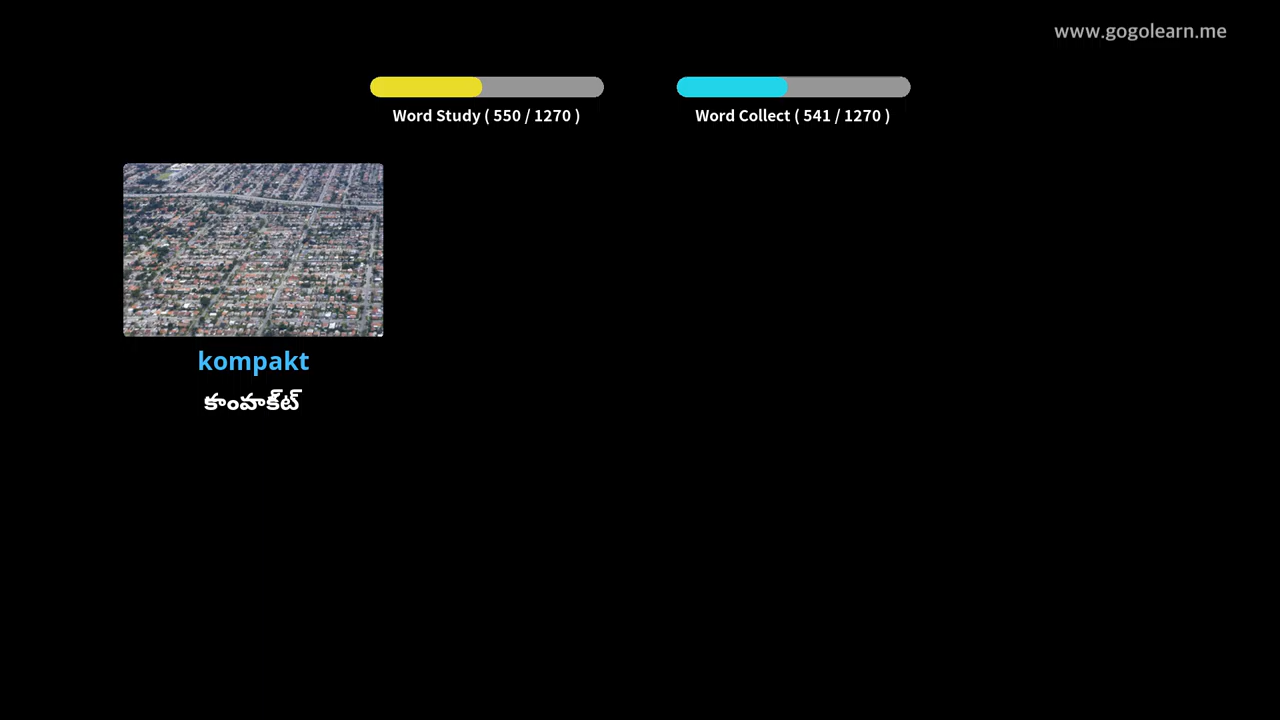 www.gogolearn.me
Word Study ( 550 / 1270 )
Word Collect ( 541 / 1270 )
kompakt
కాంపాక్ట్